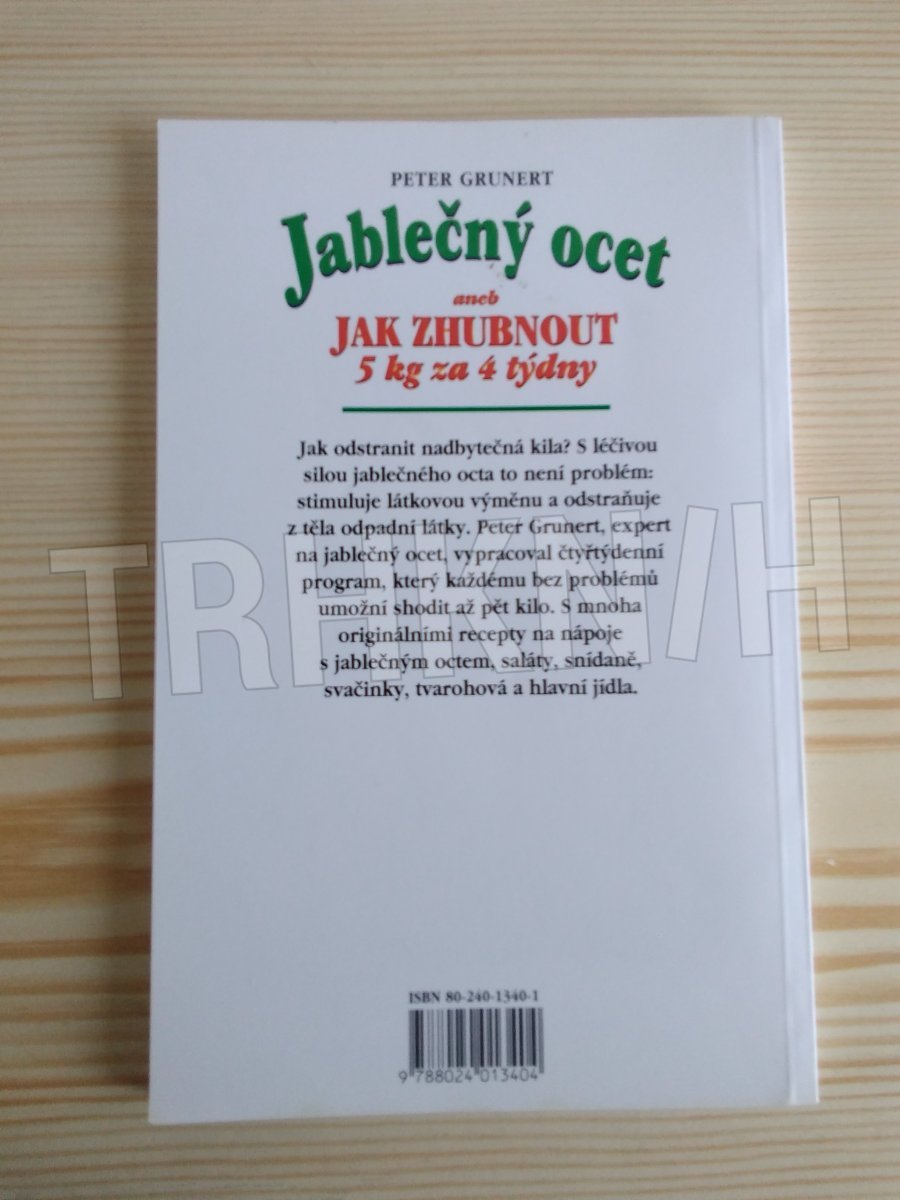 PETER GRUNERT
Jablečný ocet
aneb
JAK ZHUBNOUT
5 kg za 4 týdny
Jak odstranit nadbytečná kila? S léčivou
silou jablečného octa to není problém:
stimuluje látkovou výměnu a odstraňuje
z těla odpadní látky. Peter Grunert, expert
na jablečný ocet, vypracoval čtyřtýdenní
program, který každému bez problémů
umožní shodit až pět kilo. S mnoha
originálními recepty na nápoje
s jablečným octem, saláty, snídaně,
svačinky, tvarohová a hlavní jídla.
TRHKNIH
ISBN 80-240-1340-1
9 788024 013404